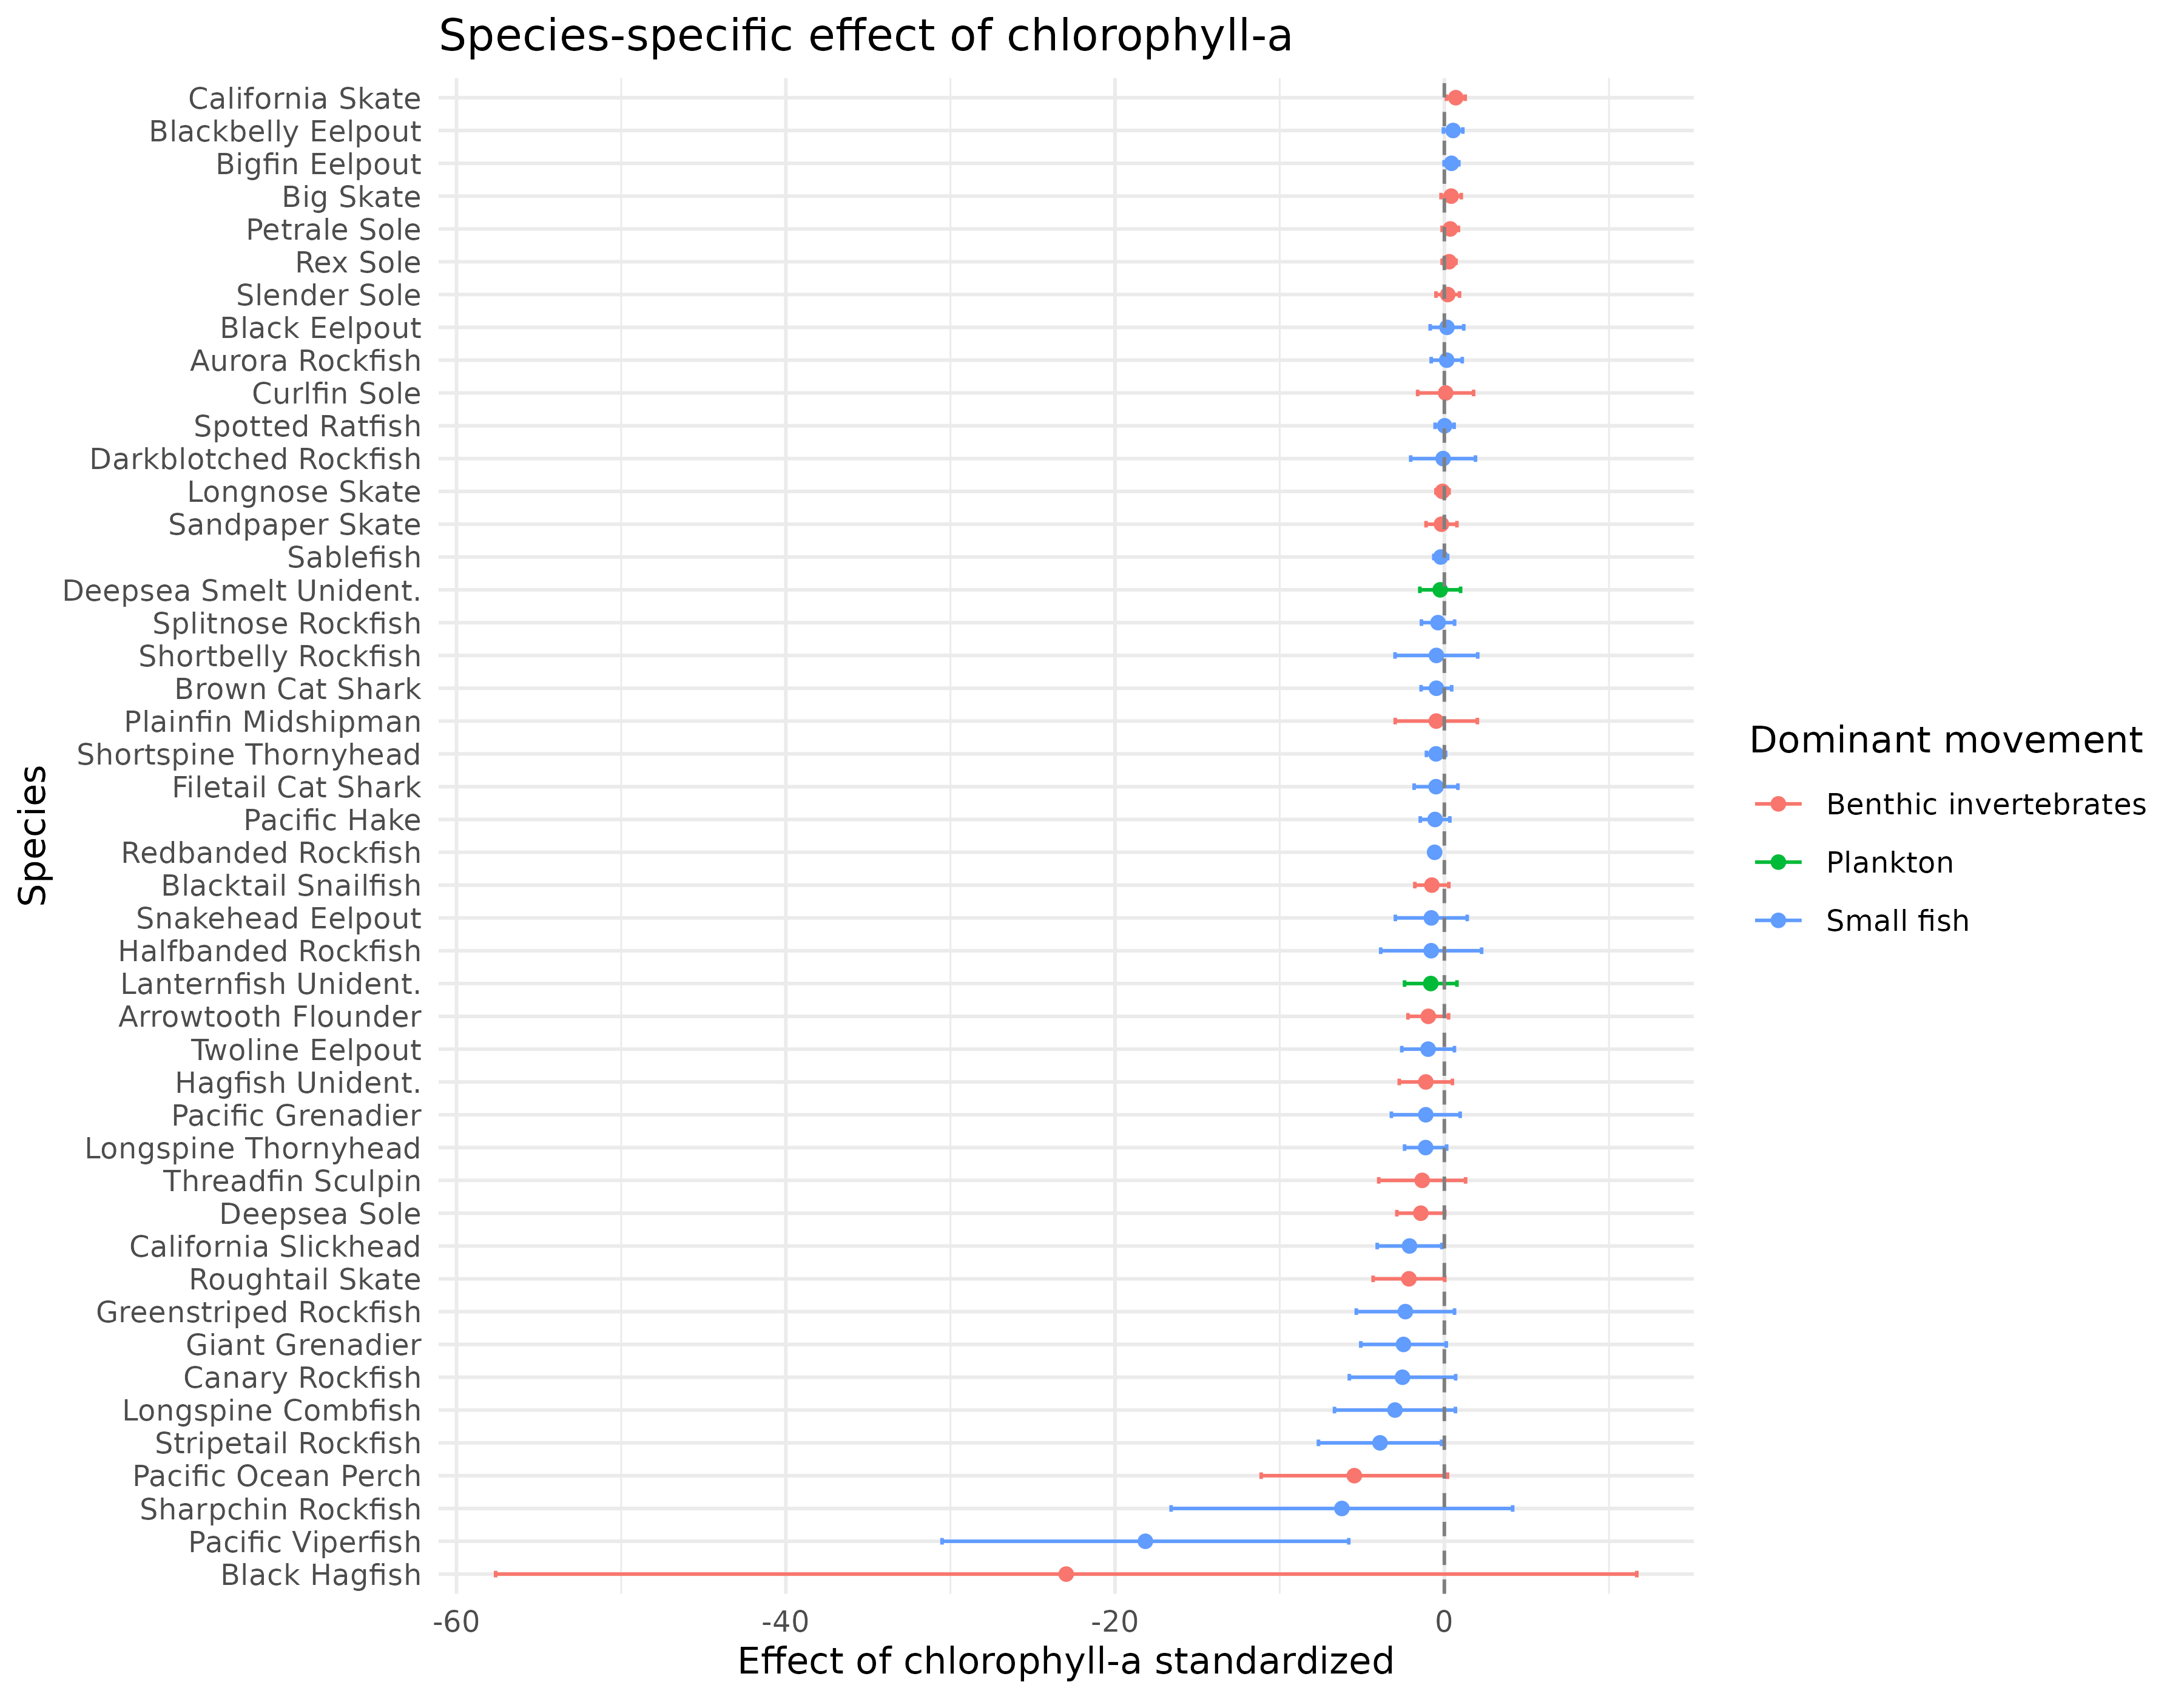 Species-specific effect of chlorophyll-a
California Skate
Blackbelly Eelpout
Bigfin Eelpout
Big Skate
Petrale Sole
Rex Sole
Slender Sole
Black Eelpout
Aurora Rockfish
Curlfin Sole
Spotted Ratfish
Darkblotched Rockfish
Longnose Skate
Sandpaper Skate
Sablefish
Deepsea Smelt Unident.
Splitnose Rockfish
Shortbelly Rockfish
Brown Cat Shark
Plainfin Midshipman
Shortspine Thornyhead
Filetail Cat Shark
Pacific Hake
Redbanded Rockfish
Blacktail Snailfish
Snakehead Eelpout
Halfbanded Rockfish
Lanternfish Unident.
Arrowtooth Flounder
Twoline Eelpout
Hagfish Unident.
Pacific Grenadier
Longspine Thornyhead
Threadfin Sculpin
Deepsea Sole
California Slickhead
Roughtail Skate
Greenstriped Rockfish
Giant Grenadier
Canary Rockfish
Longspine Combfish
Stripetail Rockfish
Pacific Ocean Perch
Sharpchin Rockfish
Pacific Viperfish
Black Hagfish
Species
-60 -40 -20 0
Effect of chlorophyll-a standardized
Dominant movement
Benthic invertebrates
Plankton
Small fish